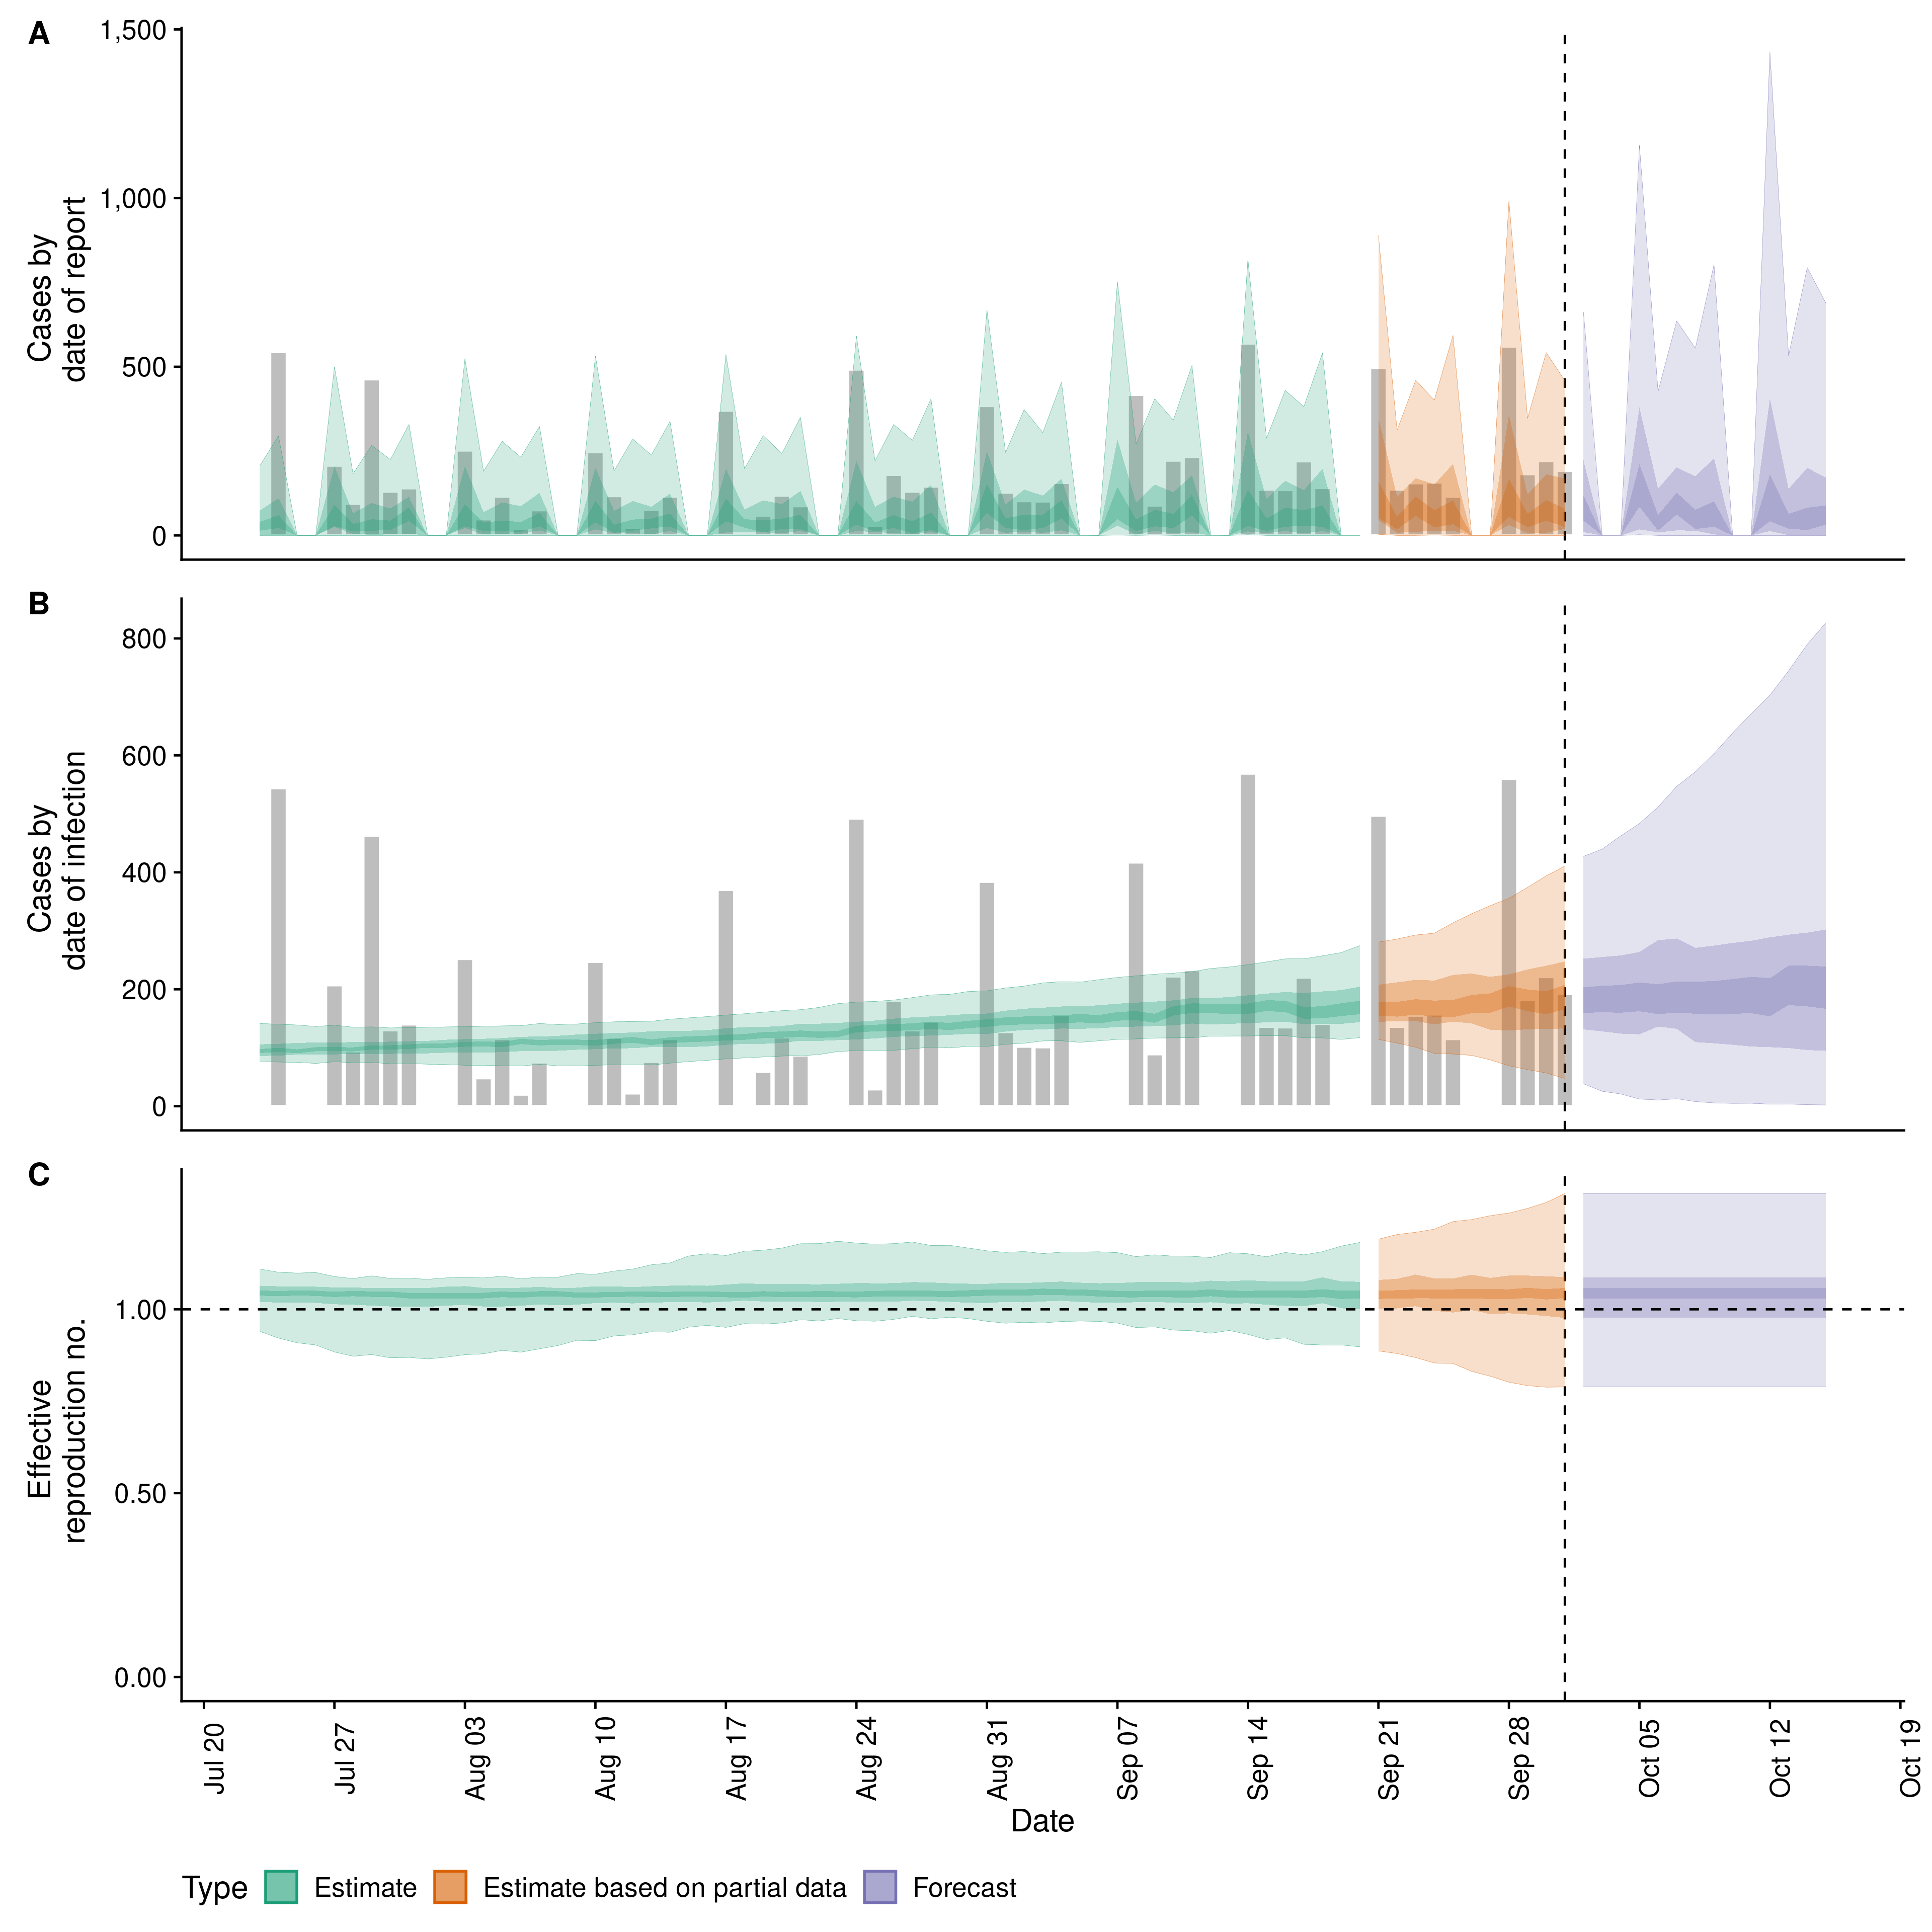 A
Cases by
date of report
1,500
1,000
500
0
B
Cases by
date of infection
800
600
400
200
0
C
Effective
reproduction no.
1.00
0.50
0.00
Jul 20
Jul 27
Aug 03
Aug 10
Aug 17
Aug 24
Aug 31
Sep 07
Sep 14
Sep 21
Sep 28
Oct 05
Oct 12
Oct 19
Date
Type Estimate Estimate based on partial data Forecast